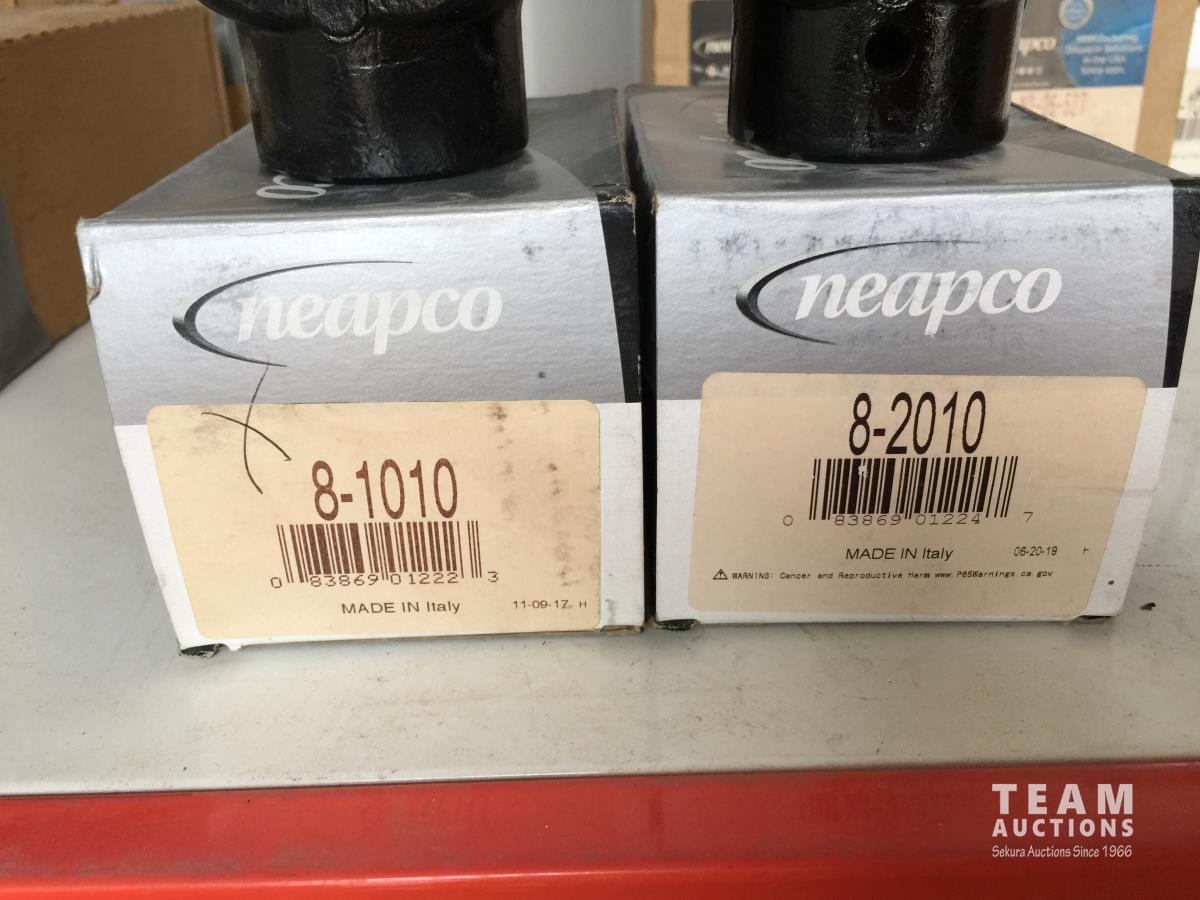 neapco
8-1010
0 83869 01222 3
MADE IN Italy
11-09-17 H
neapco
8-2010
0 83869 01224 7
MADE IN Italy
06-20-19 H
WARNING: Cancer and Reproductive Harm www.P65Warnings.ca.gov
TEAM
AUCTIONS
Sekura Auctions Since 1966